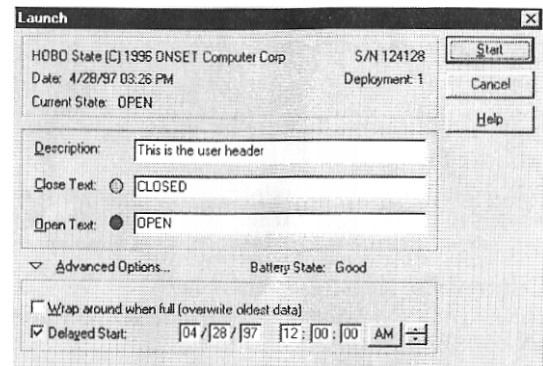 Launch
HOBO State (C) 1996 ONSET Computer Corp S/N 124128
Date: 4/28/97 03:26 PM Deployment: 1
Current State: OPEN
Start
Cancel
Help
Description: This is the user header
Close Text: CLOSED
Open Text: OPEN
Advanced Options... Battery State: Good
Wrap around when full (overwrite oldest data)
Delayed Start: 04/28/97 12:00:00 AM